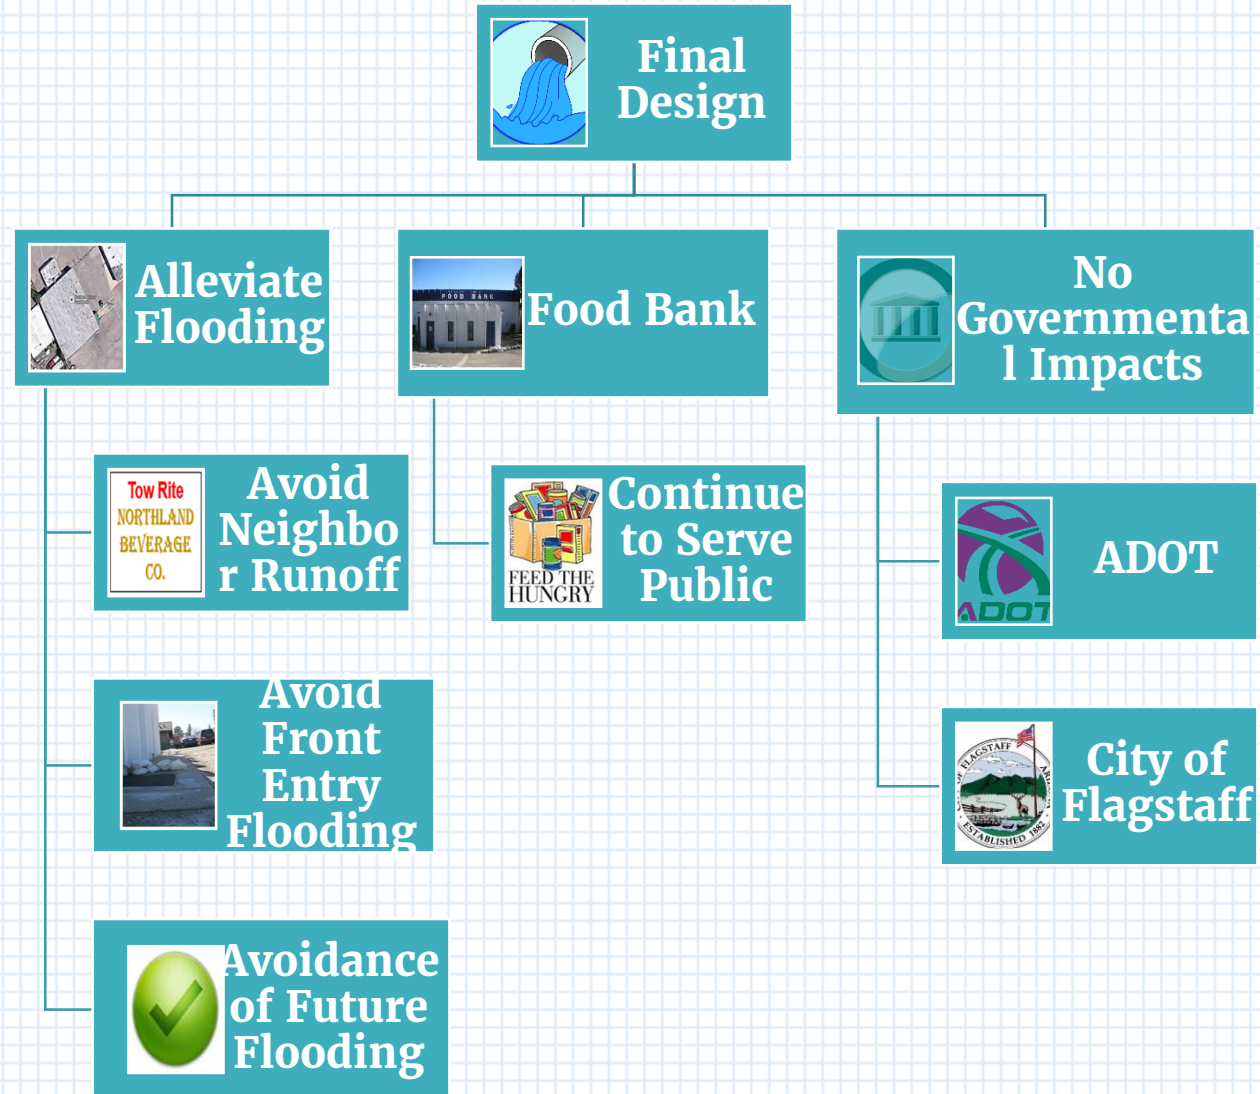 Final
Design
Alleviate
Flooding
FOOD BANK
Food Bank
No
Governmenta
l Impacts
Tow Rite
NORTHLAND
BEVERAGE
CO.
Avoid
Neighbo
r Runoff
FEED THE
HUNGRY
Continue
to Serve
Public
ADOT
ADOT
Avoid
Front
Entry
Flooding
FLAGSTAFF
ESTABLISHED 1882
City of
Flagstaff
Avoidance
of Future
Flooding